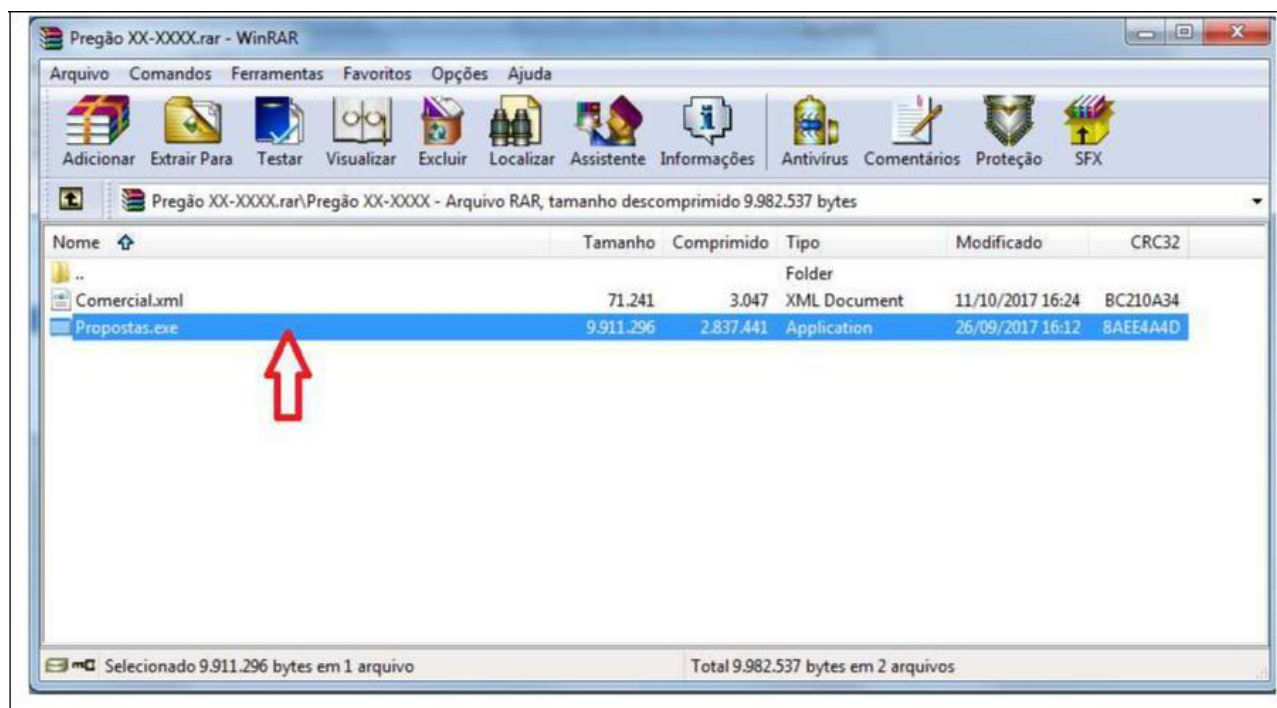 Pregão XX-XXXX.rar - WinRAR
Arquivo Comandos Ferramentas Favoritos Opções Ajuda
Adicionar Extrair Para Testar Visualizar Excluir Localizar Assistente Informações Antivírus Comentários Proteção SFX
Pregão XX-XXXX.rar\Pregão XX-XXXX - Arquivo RAR, tamanho descomprimido 9.982.537 bytes
Nome Tamanho Comprimido Tipo Modificado CRC32
.. Folder
Comercial.xml 71.241 3.047 XML Document 11/10/2017 16:24 BC210A34
Propostas.exe 9.911.296 2.837.441 Application 26/09/2017 16:12 8AEE4A4D
Selecionado 9.911.296 bytes em 1 arquivo Total 9.982.537 bytes em 2 arquivos